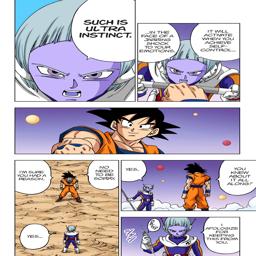 IT WILL
ACTIVATE
WHEN YOU
ACHIEVE
SELF-
CONTROL...
...IN THE
FACE OF A
JARRING
SHOCK
TO YOUR
EMOTIONS.
SUCH IS
ULTRA
INSTINCT.
YOU
KNEW
ABOUT IT
ALL
ALONG?
YES...
I
APOLOGIZE
FOR
KEEPING
THIS FROM
YOU.
NO
NEED TO
BE
SORRY.
I'M SURE
YOU HAD A
REASON.
YES...